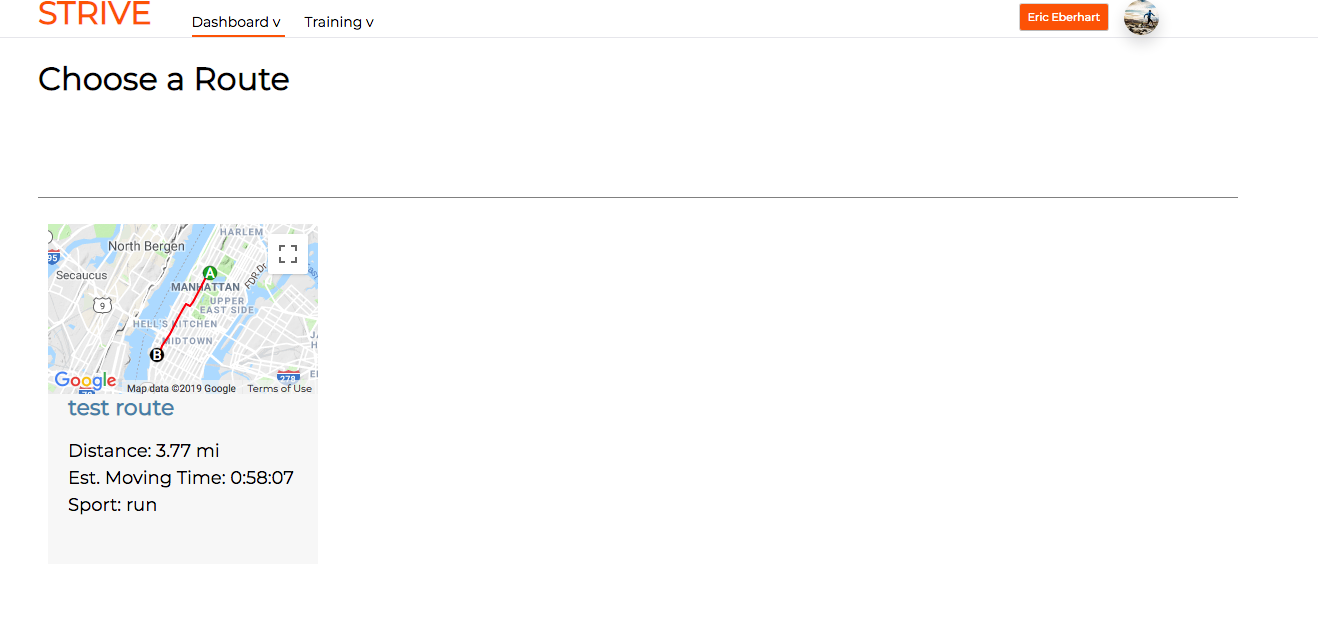 STRIVE
Dashboard v
Training v
Eric Eberhart
Choose a Route
HARLEM
North Bergen
95
Secaucus
A
FDR Dr
MANHATTAN
9
UPPER
EAST SIDE
HELL'S KITCHEN
MIDTOWN
B
278
Google
Map data ©2019 Google
Terms of Use
test route
Distance: 3.77 mi
Est. Moving Time: 0:58:07
Sport: run